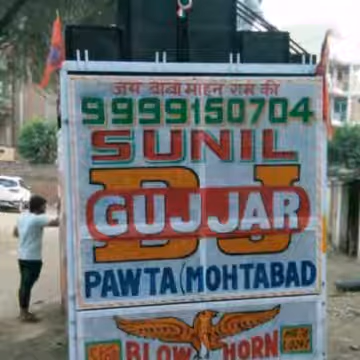 जय बाबा मोहन राम की
9999150704
SUNIL
DJ
GUJJAR
PAWTA (MOHTABAD)
BLOW HORN